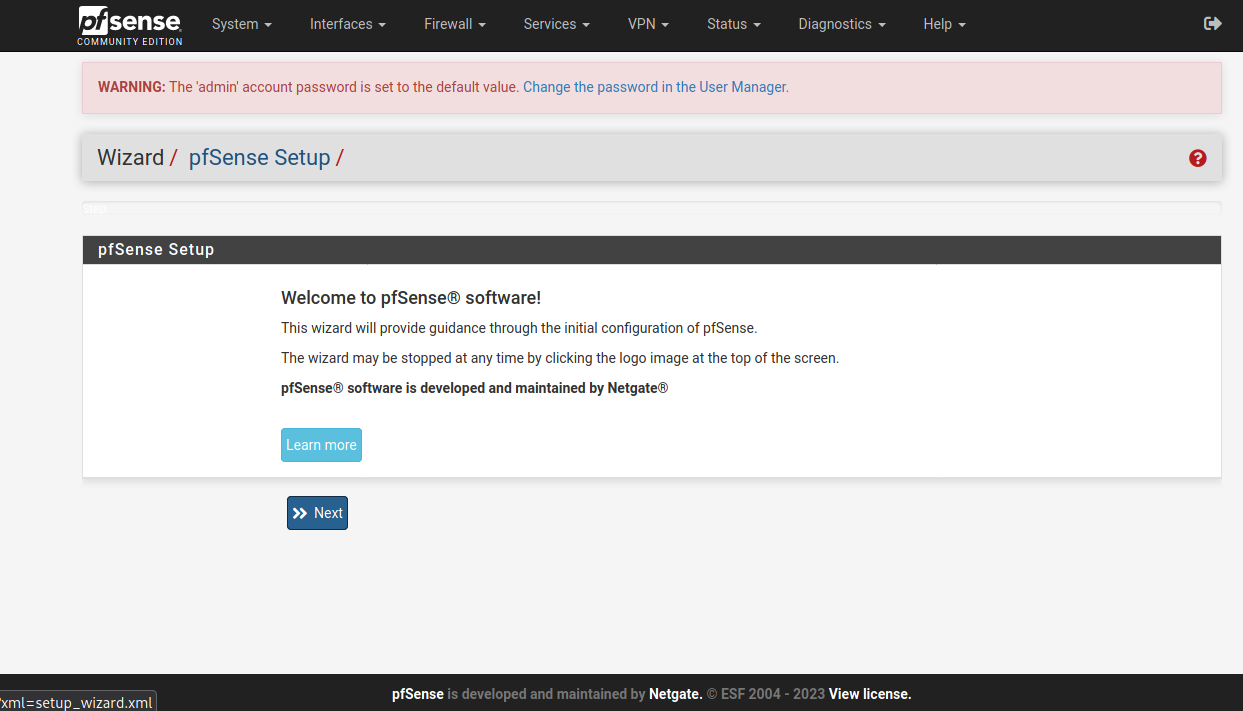 pfsense
COMMUNITY EDITION
System Interfaces Firewall Services VPN Status Diagnostics Help
WARNING: The 'admin' account password is set to the default value. Change the password in the User Manager.
Wizard / pfSense Setup /
Step
pfSense Setup
Welcome to pfSense® software!
This wizard will provide guidance through the initial configuration of pfSense.
The wizard may be stopped at any time by clicking the logo image at the top of the screen.
pfSense® software is developed and maintained by Netgate®
Learn more
Next
pfSense is developed and maintained by Netgate. © ESF 2004 - 2023 View license.
/xml=setup_wizard.xml